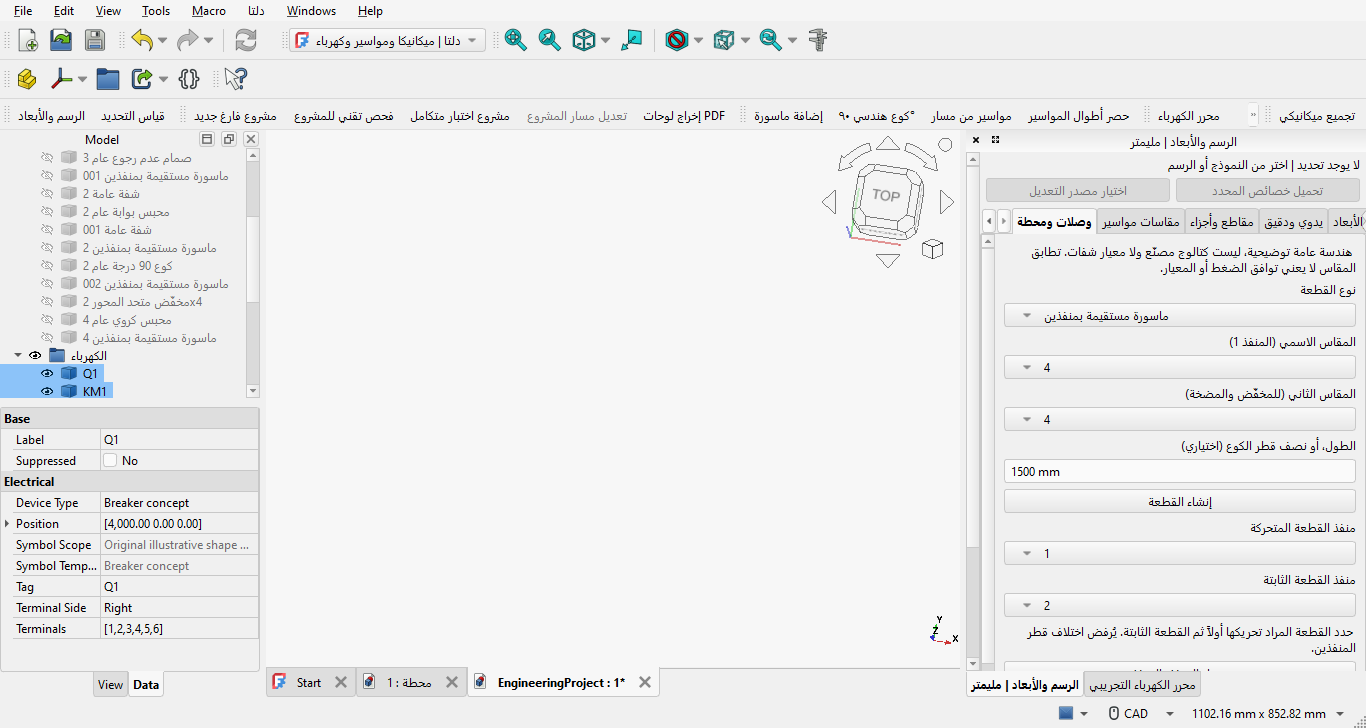 File Edit View Tools Macro دلتا Windows Help
دلتا | ميكانيكا ومواسير وكهرباء
الرسم والأبعاد قياس التحديد مشروع فارغ جديد فحص تقني للمشروع مشروع اختبار متكامل تعديل مسار المشروع إخراج لوحات PDF إضافة ماسورة كوع هندسي ٩٠° مواسير من مسار حصر أطوال المواسير محرر الكهرباء تجميع ميكانيكي
Model
صمام عدم رجوع عام 3
ماسورة مستقيمة بمنفذين 001
شفة عامة 2
محبس بوابة عام 2
شفة عامة 001
ماسورة مستقيمة بمنفذين 2
كوع 90 درجة عام 2
ماسورة مستقيمة بمنفذين 002
مخفّض متحد المحور 2x4
محبس كروي عام 4
ماسورة مستقيمة بمنفذين 4
الكهرباء
Q1
KM1
Base
Label Q1
Suppressed No
Electrical
Device Type Breaker concept
Position [4,000.00 0.00 0.00]
Symbol Scope Original illustrative shape ...
Symbol Temp... Breaker concept
Tag Q1
Terminal Side Right
Terminals [1,2,3,4,5,6]
View Data
TOP
Y
Z
X
Start
محطة : 1
EngineeringProject : 1*
الرسم والأبعاد | مليمتر
لا يوجد تحديد | اختر من النموذج أو الرسم
تحميل خصائص المحدد
اختيار مصدر التعديل
الأبعاد
يدوي ودقيق
مقاطع وأجزاء
مقاسات مواسير
وصلات ومحطة
هندسة عامة توضيحية، ليست كتالوج مصنّع ولا معيار شفات. تطابق
المقاس لا يعني توافق الضغط أو المعيار.
نوع القطعة
ماسورة مستقيمة بمنفذين
المقاس الاسمي (المنفذ 1)
4
المقاس الثاني (للمخفّض والمضخة)
4
الطول، أو نصف قطر الكوع (اختياري)
1500 mm
إنشاء القطعة
منفذ القطعة المتحركة
1
منفذ القطعة الثابتة
2
حدد القطعة المراد تحريكها أولاً ثم القطعة الثابتة. يُرفض اختلاف قطر
المنفذين.
الرسم والأبعاد | مليمتر
محرر الكهرباء التجريبي
CAD
1102.16 mm x 852.82 mm